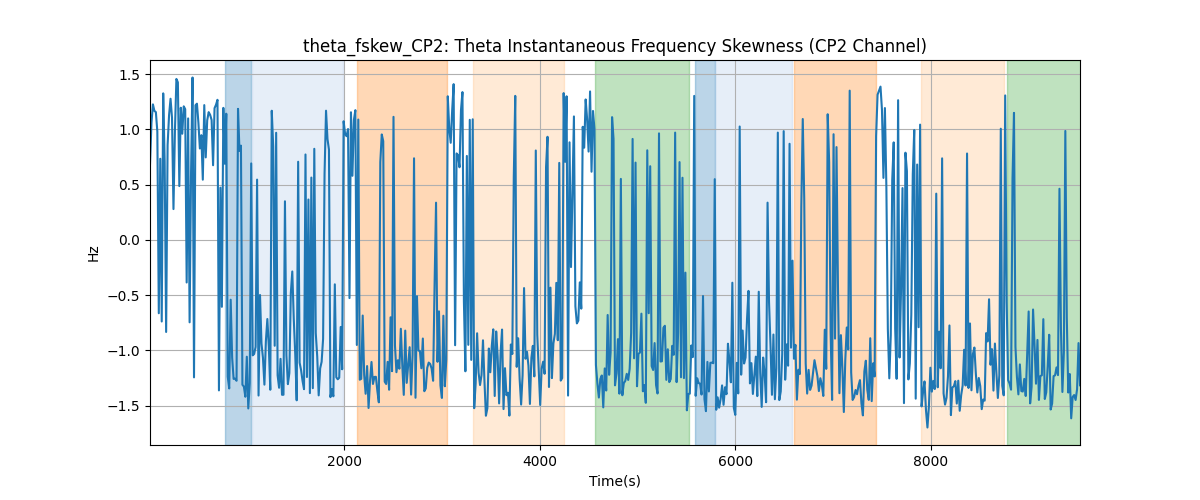 theta_fskew_CP2: Theta Instantaneous Frequency Skewness (CP2 Channel)
1.5
1.0
0.5
0.0
−0.5
−1.0
−1.5
Hz
2000 4000 6000 8000
Time(s)